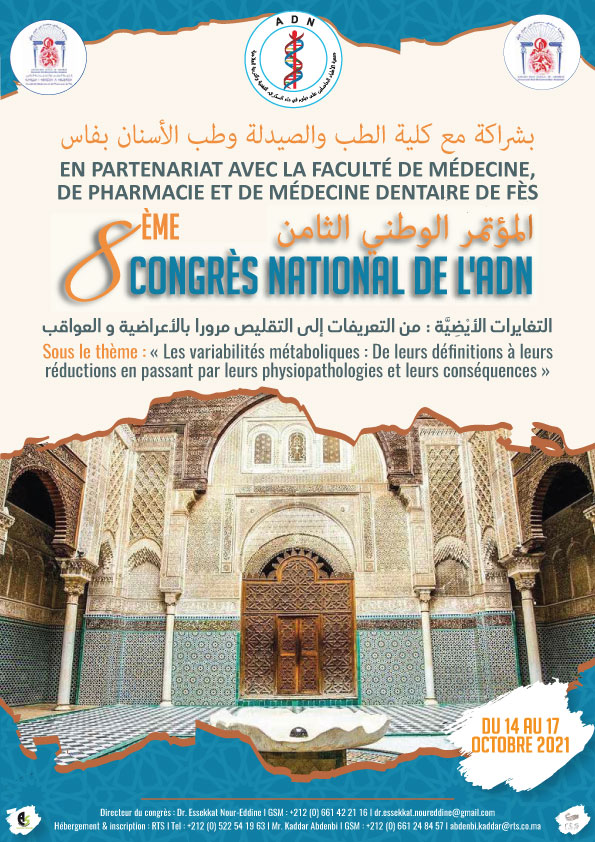 A D N
بشراكة مع كلية الطب والصيدلة وطب الأسنان بفاس
EN PARTENARIAT AVEC LA FACULTÉ DE MÉDECINE,
DE PHARMACIE ET DE MÉDECINE DENTAIRE DE FÈS
المؤتمر الوطني الثامن
8ÈME
CONGRÈS NATIONAL DE L'ADN
التغايرات الأَيْضِيَّة : من التعريفات إلى التقليص مرورا بالأعراضية و العواقب
Sous le thème : « Les variabilités métaboliques : De leurs définitions à leurs
réductions en passant par leurs physiopathologies et leurs conséquences »
DU 14 AU 17
OCTOBRE 2021
Directeur du congrès : Dr. Essekkat Nour-Eddine I GSM : +212 (0) 661 42 21 16 I dr.essekkat.noureddine@gmail.com
Hébergement & inscription : RTS I Tel : +212 (0) 522 54 19 63 I Mr. Kaddar Abdenbi I GSM : +212 (0) 661 24 84 57 I abdenbi.kaddar@rts.co.ma